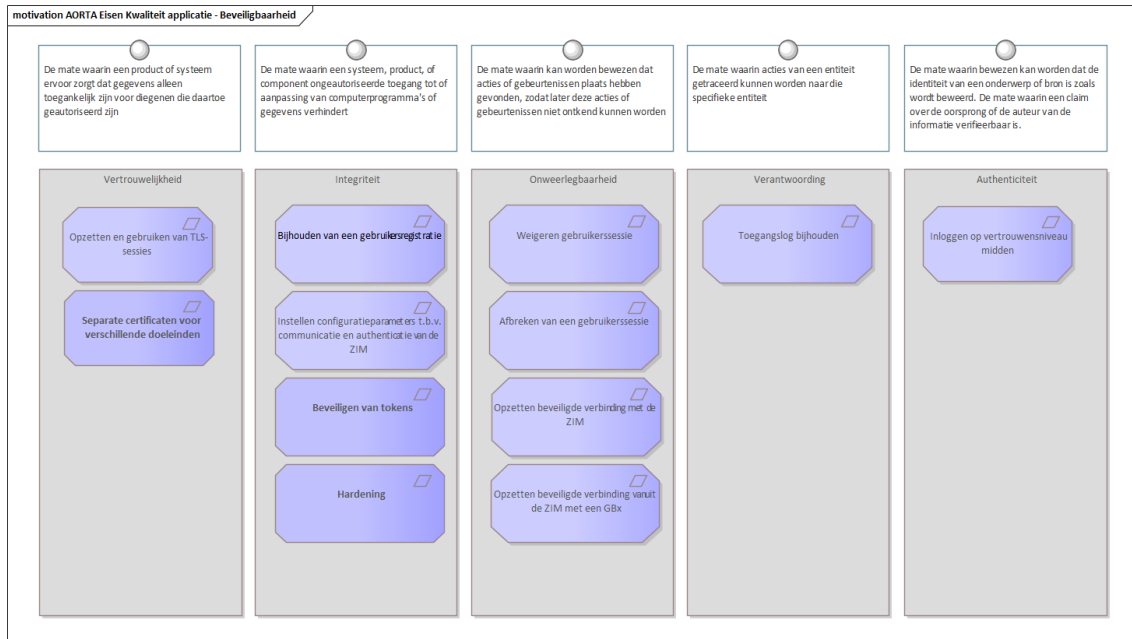 motivation AORTA Eisen Kwaliteit applicatie - Beveiligbaarheid
De mate waarin een product of systeem
ervoor zorgt dat gegevens alleen
toegankelijk zijn voor diegenen die daartoe
geautoriseerd zijn
De mate waarin een systeem, product, of
component ongeautoriseerde toegang tot of
aanpassing van computerprogramma's of
gegevens verhindert
De mate waarin kan worden bewezen dat
acties of gebeurtenissen plaats hebben
gevonden, zodat later deze acties of
gebeurtenissen niet ontkend kunnen worden
De mate waarin acties van een entiteit
getraceerd kunnen worden naar die
specifieke entiteit
De mate waarin bewezen kan worden dat de
identiteit van een onderwerp of bron is zoals
wordt beweerd. De mate waarin een claim
over de oorsprong of de auteur van de
informatie verifieerbaar is.
Vertrouwelijkheid
Opzetten en gebruiken van TLS-
sessies
Separate certificaten voor
verschillende doeleinden
Integriteit
Bijhouden van een gebruikersregistratie
Instellen configuratieparameters t.b.v.
communicatie en authenticatie van de
ZIM
Beveiligen van tokens
Hardening
Onweerlegbaarheid
Weigeren gebruikerssessie
Afbreken van een gebruikerssessie
Opzetten beveiligde verbinding met de
ZIM
Opzetten beveiligde verbinding vanuit
de ZIM met een GBx
Verantwoording
Toegangslog bijhouden
Authenticiteit
Inloggen op vertrouwensniveau
midden